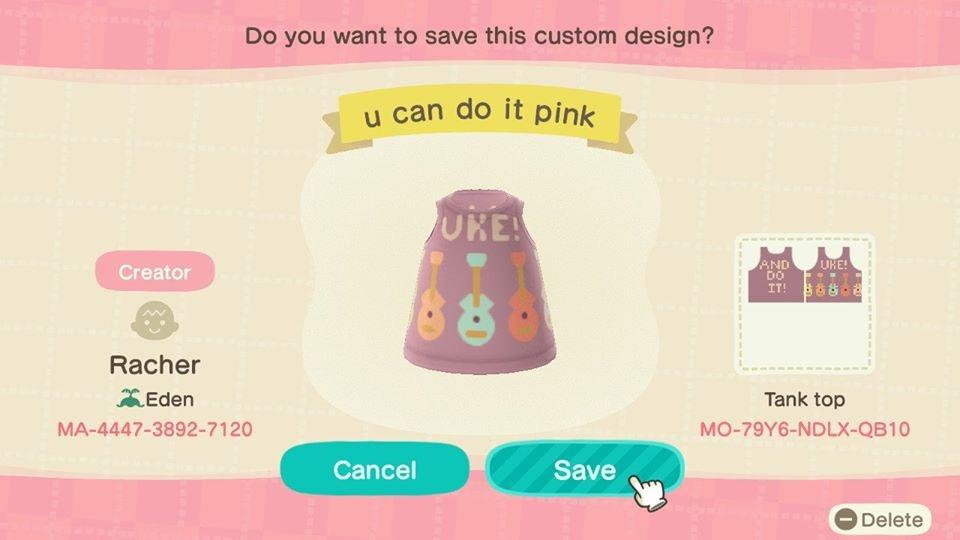 Do you want to save this custom design?
u can do it pink
UKE!
Creator
Racher
Eden
MA-4447-3892-7120
AND
DO
IT!
UKE!
Tank top
MO-79Y6-NDLX-QB10
Cancel
Save
Delete